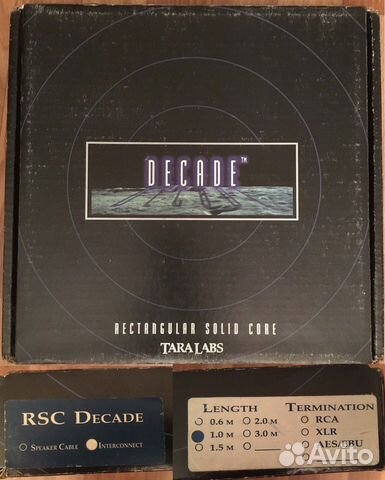 DECADE™
RECTANGULAR SOLID CORE
TARA LABS
RSC DECADE
SPEAKER CABLE INTERCONNECT
LENGTH TERMINATION
0.6 M 2.0 M RCA
1.0 M 3.0 M XLR
1.5 M AES/EBU
Avito